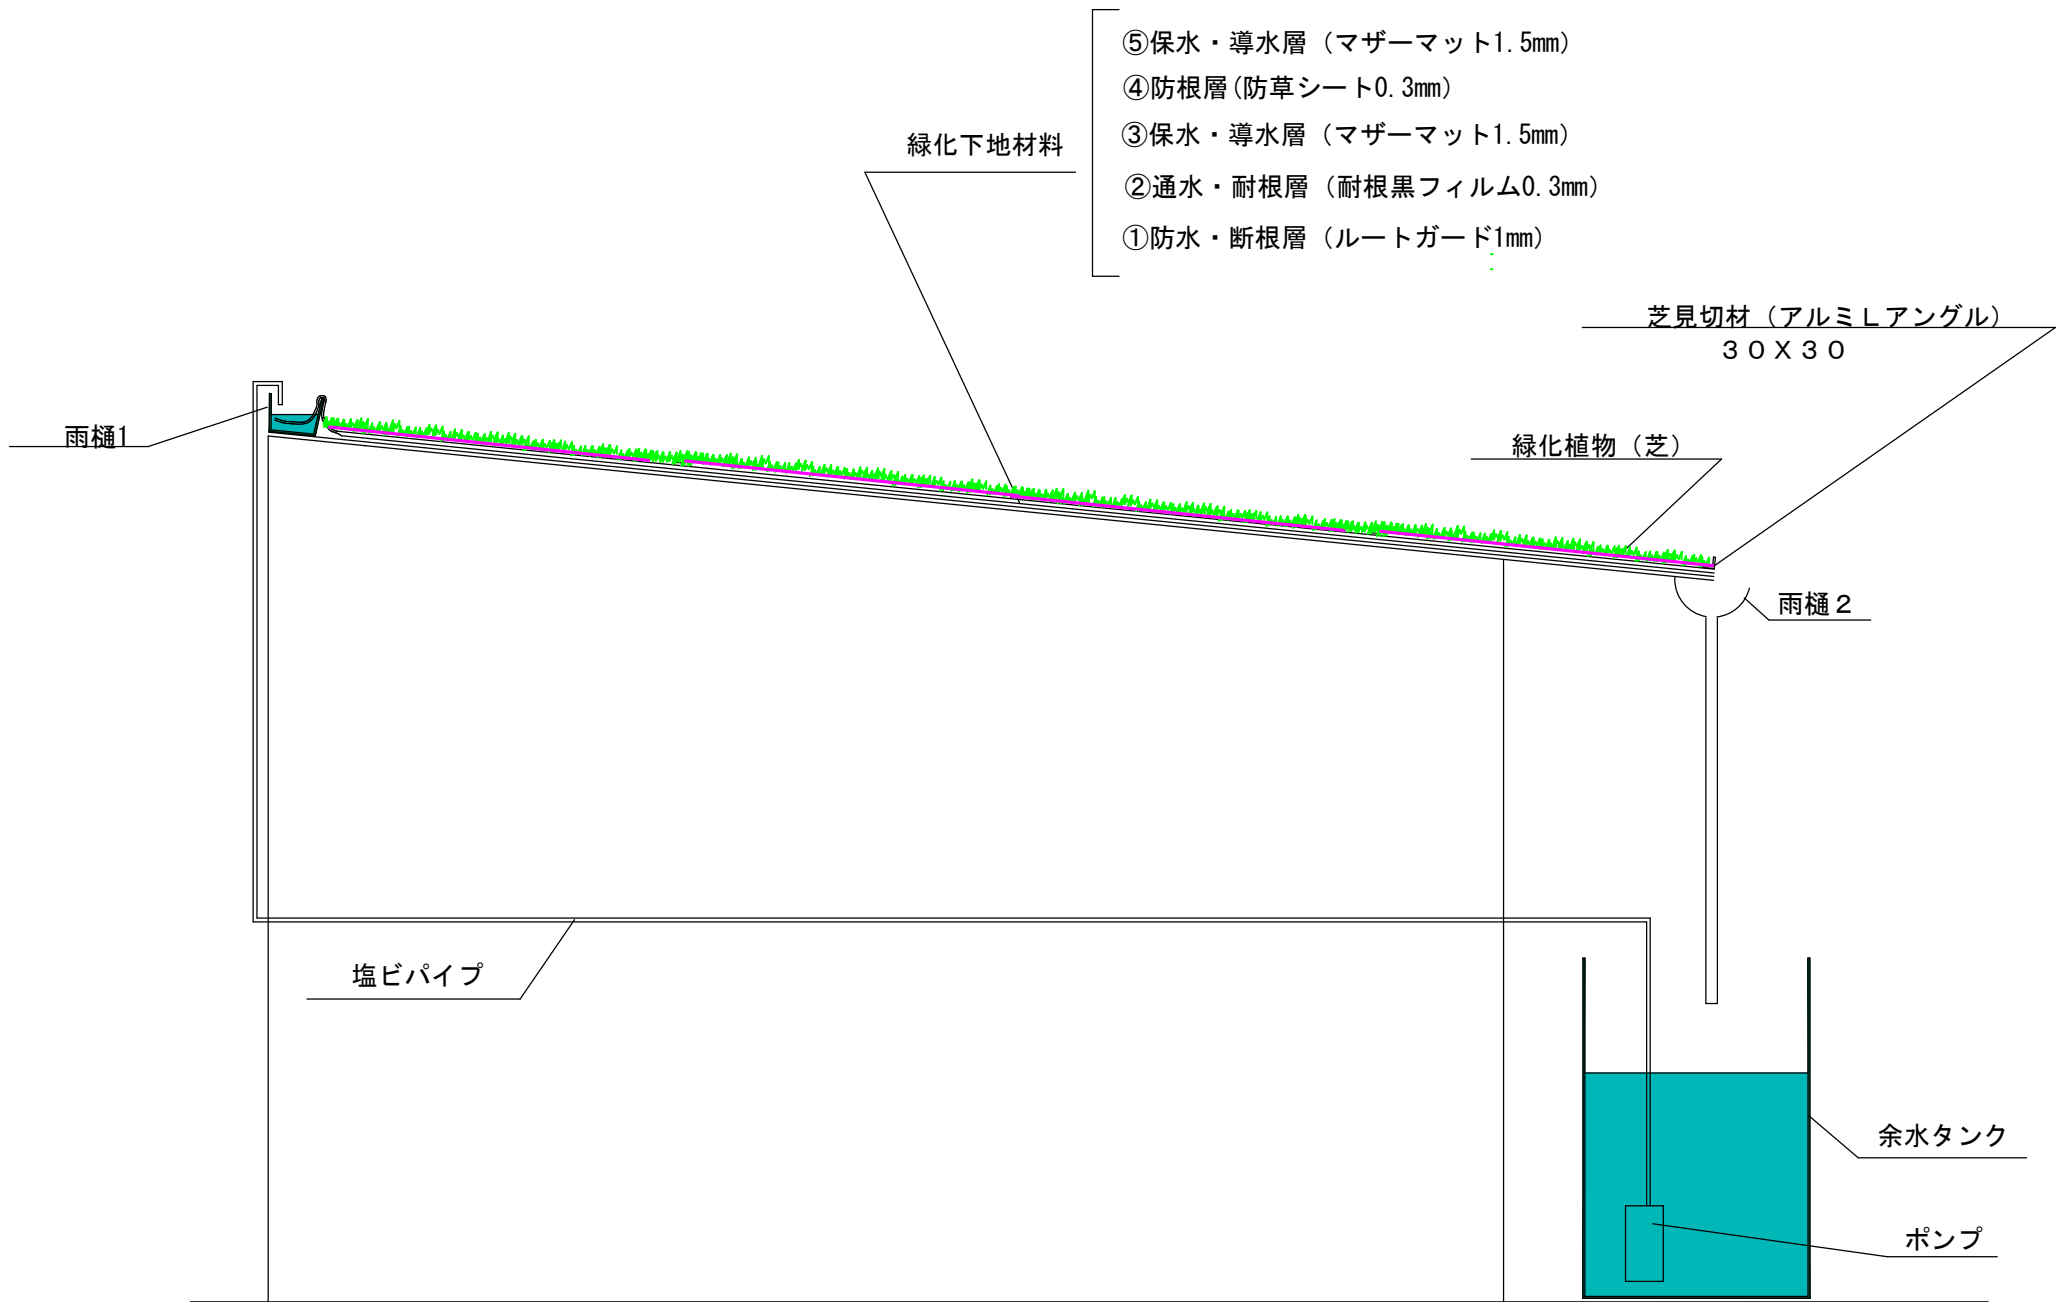 ⑤保水・導水層（マザーマット1.5mm）
④防根層(防草シート0.3mm）
③保水・導水層（マザーマット1.5mm）
②通水・耐根層（耐根黒フィルム0.3mm）
①防水・断根層（ルートガード1mm）
緑化下地材料
芝見切材（アルミＬアングル）
３０Ｘ３０
雨樋1
緑化植物（芝）
雨樋２
塩ビパイプ
余水タンク
ポンプ